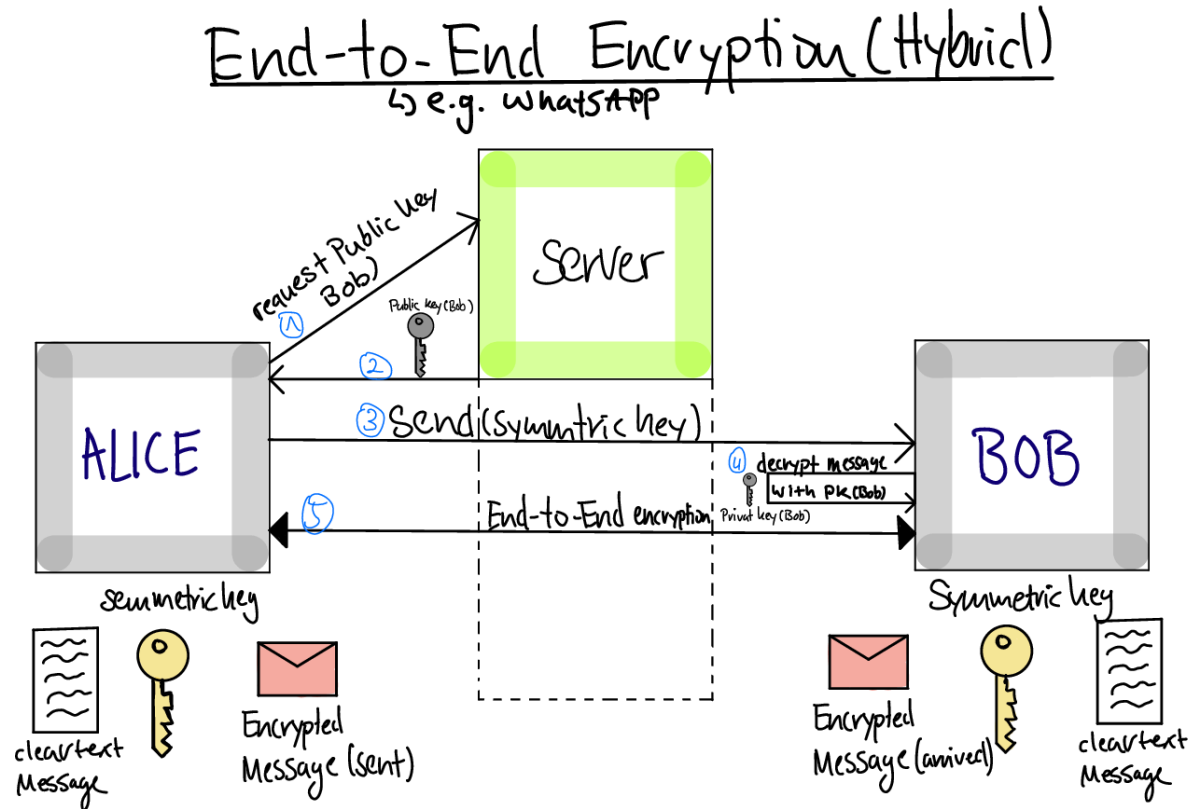 End-to-End Encryption (Hybrid)
↳ e.g. WhatsAPP
request Public key
Bob)
1
Server
Public key (Bob)
2
ALICE
3 Send (Symmtric key)
BOB
4 decrypt message
with PK (Bob)
Privat key (Bob)
5
End-to-End encryption
semmetric key
Symmetric key
cleartext
Message
Encrypted
Message (sent)
Encrypted
Message (arrived)
cleartext
Message